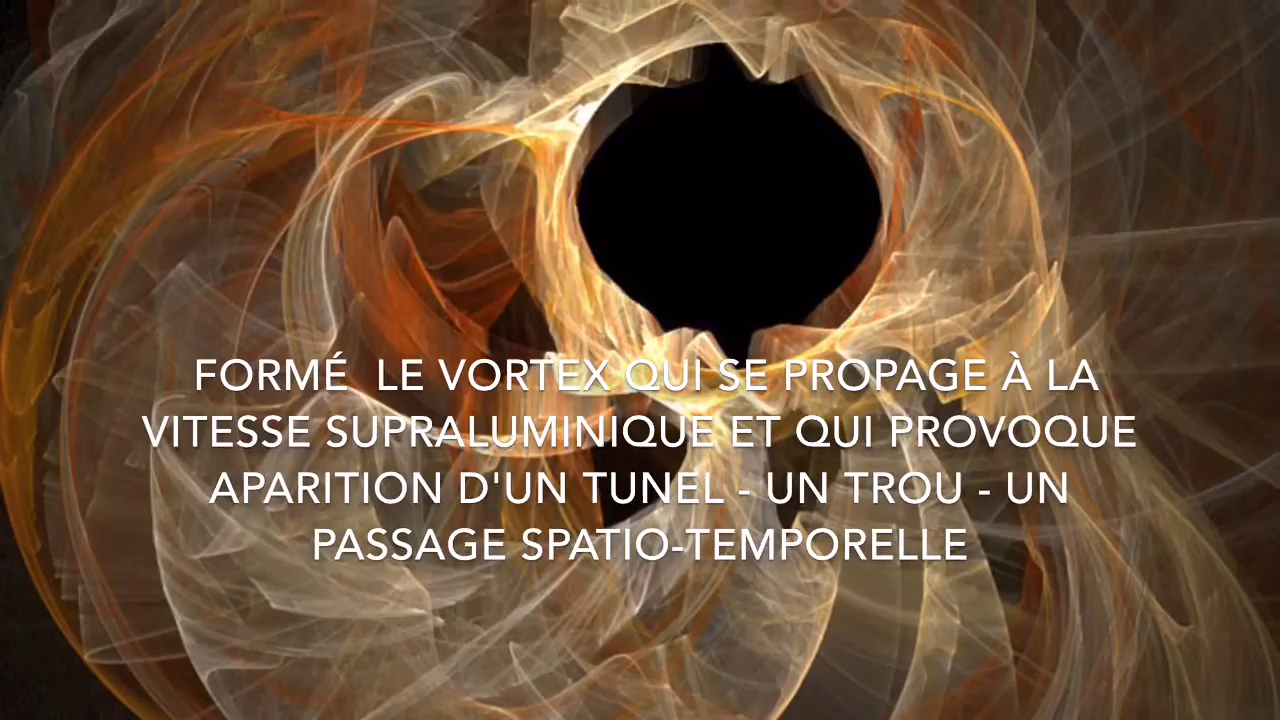 FORMÉ  LE VORTEX QUI SE PROPAGE À LA
VITESSE SUPRALUMINIQUE ET QUI PROVOQUE
APARITION D'UN TUNEL - UN TROU - UN
PASSAGE SPATIO-TEMPORELLE